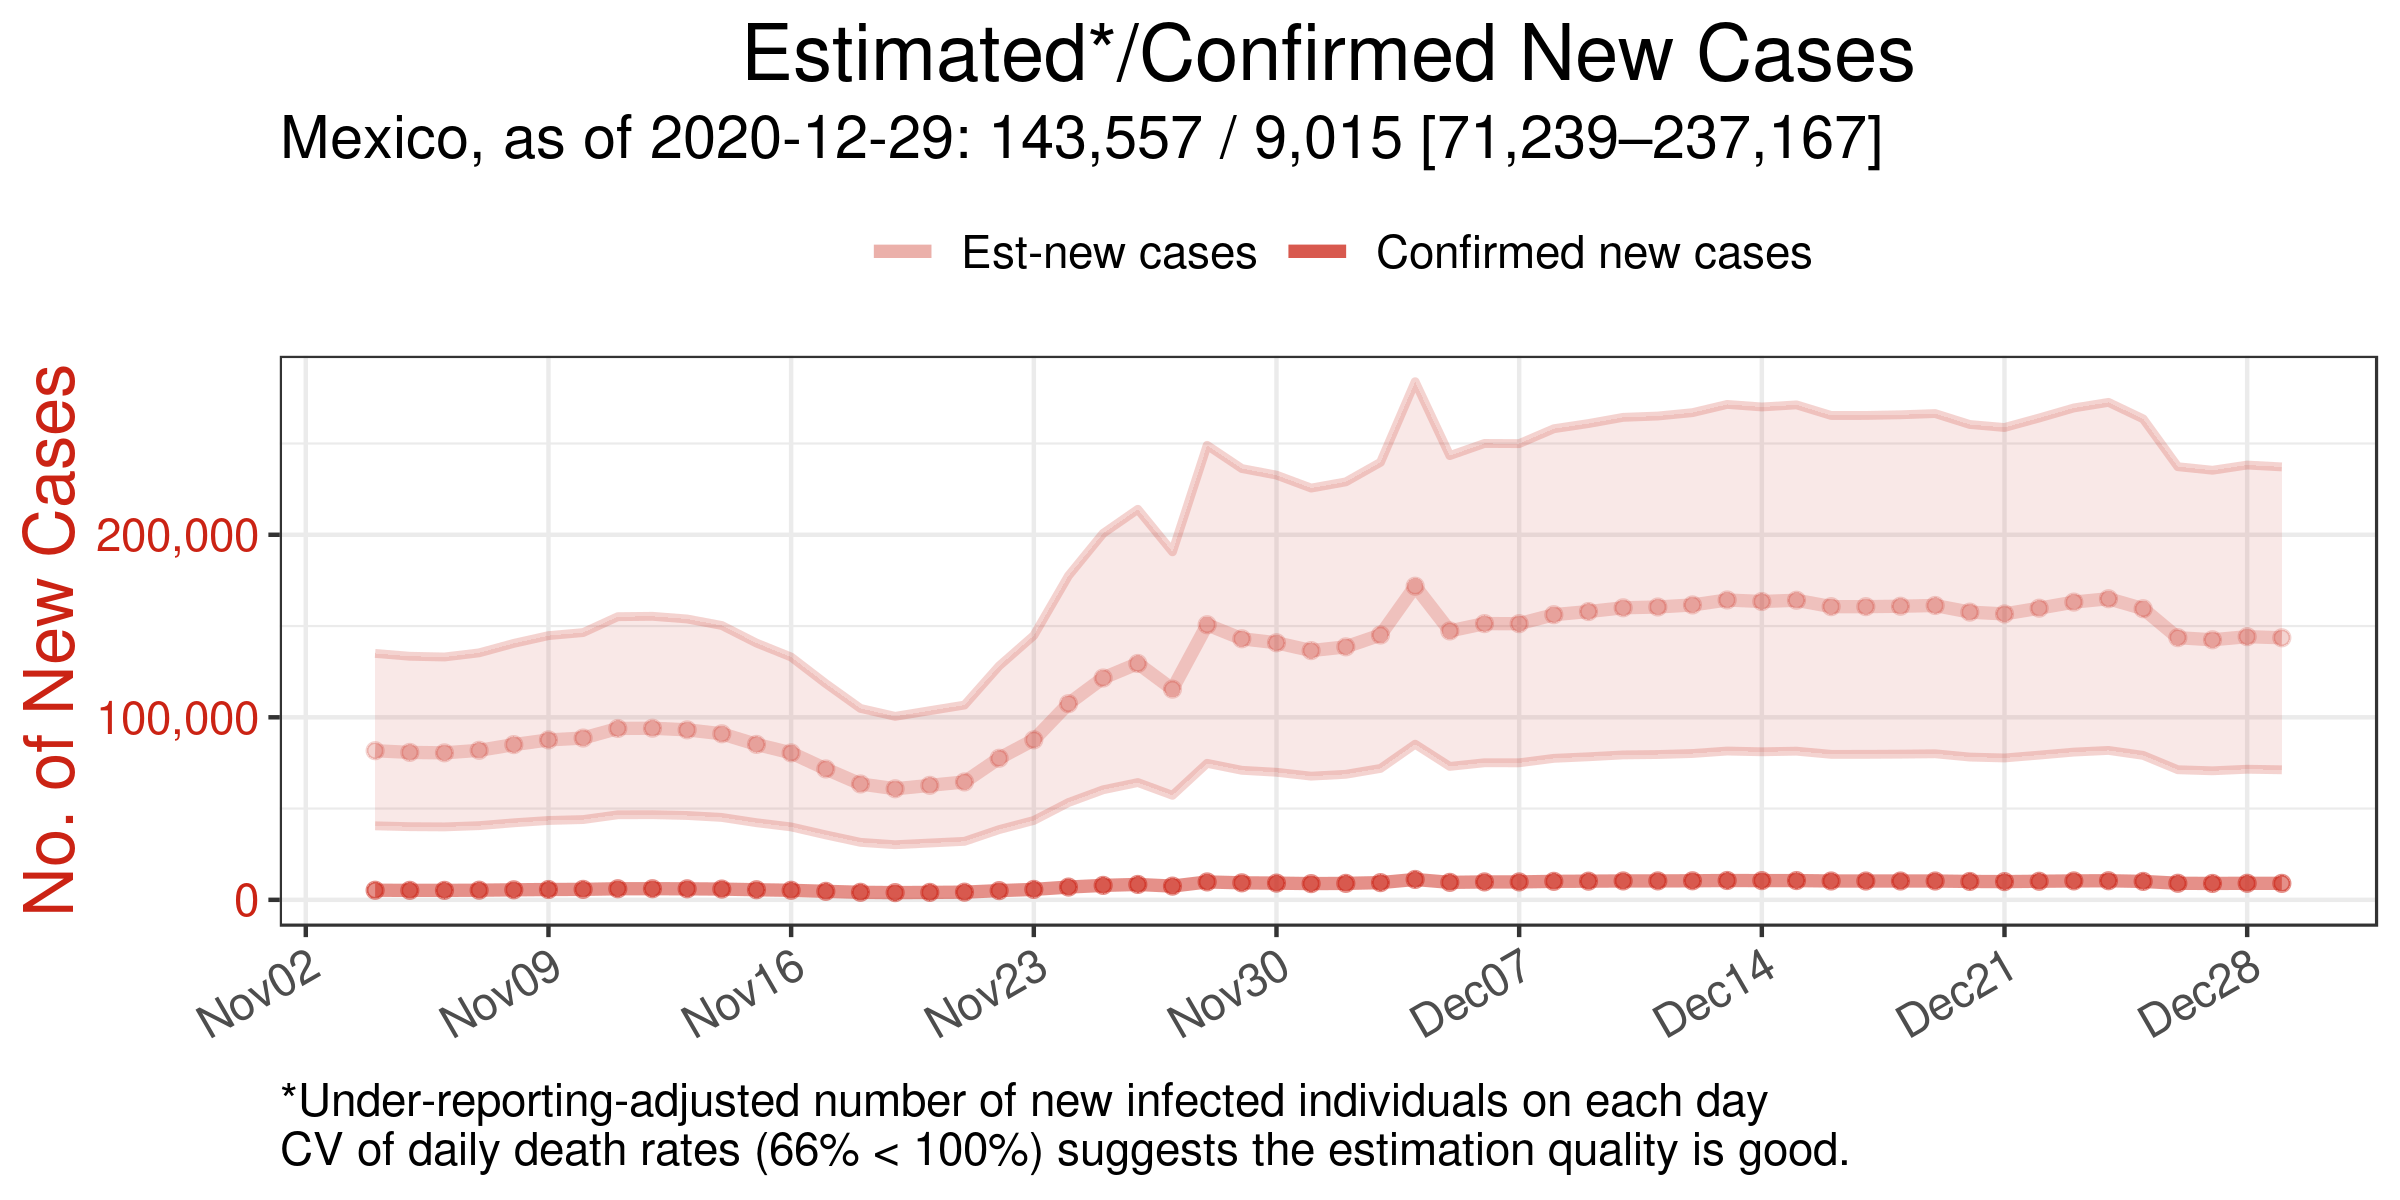 Estimated*/Confirmed New Cases
Mexico, as of 2020-12-29: 143,557 / 9,015 [71,239–237,167]
Est-new cases
Confirmed new cases
No. of New Cases
200,000
100,000
0
Nov02
Nov09
Nov16
Nov23
Nov30
Dec07
Dec14
Dec21
Dec28
*Under-reporting-adjusted number of new infected individuals on each day
CV of daily death rates (66% < 100%) suggests the estimation quality is good.